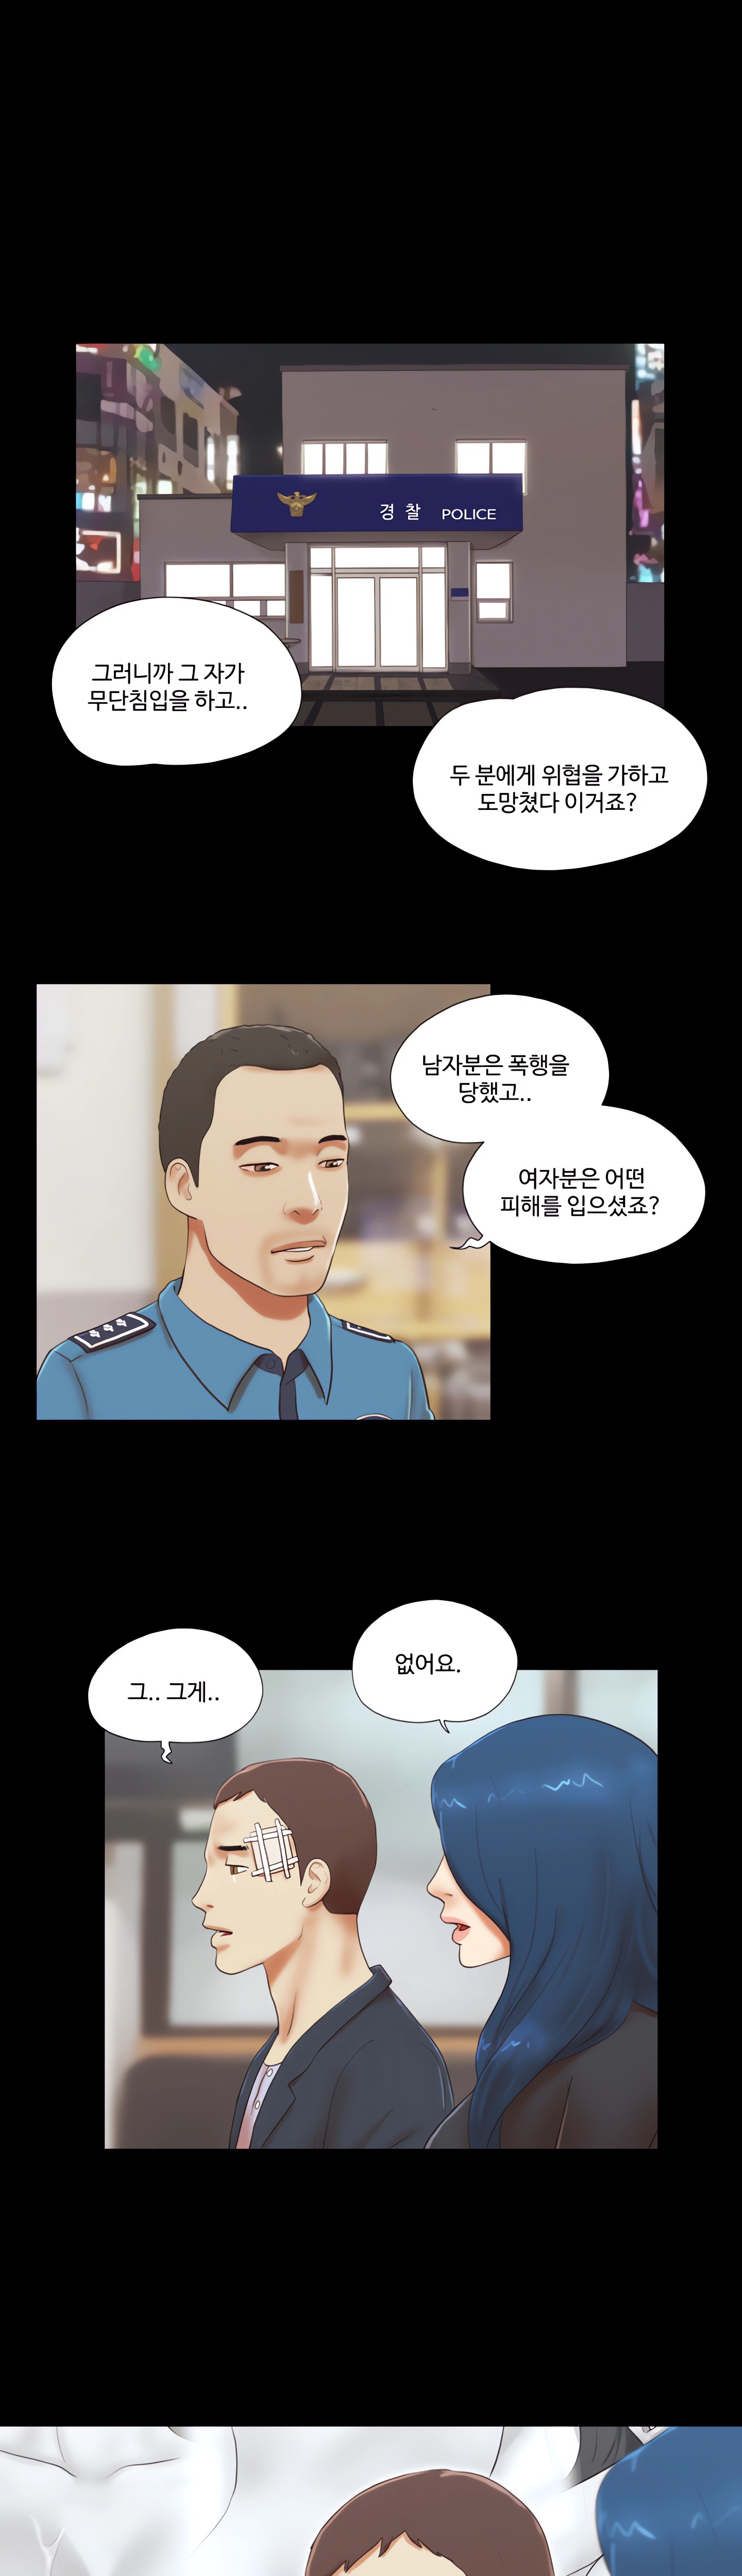 경 찰 POLICE
그러니까 그 자가
무단침입을 하고..
두 분에게 위협을 가하고
도망쳤다 이거죠?
남자분은 폭행을
당했고..
여자분은 어떤
피해를 입으셨죠?
없어요.
그.. 그게..